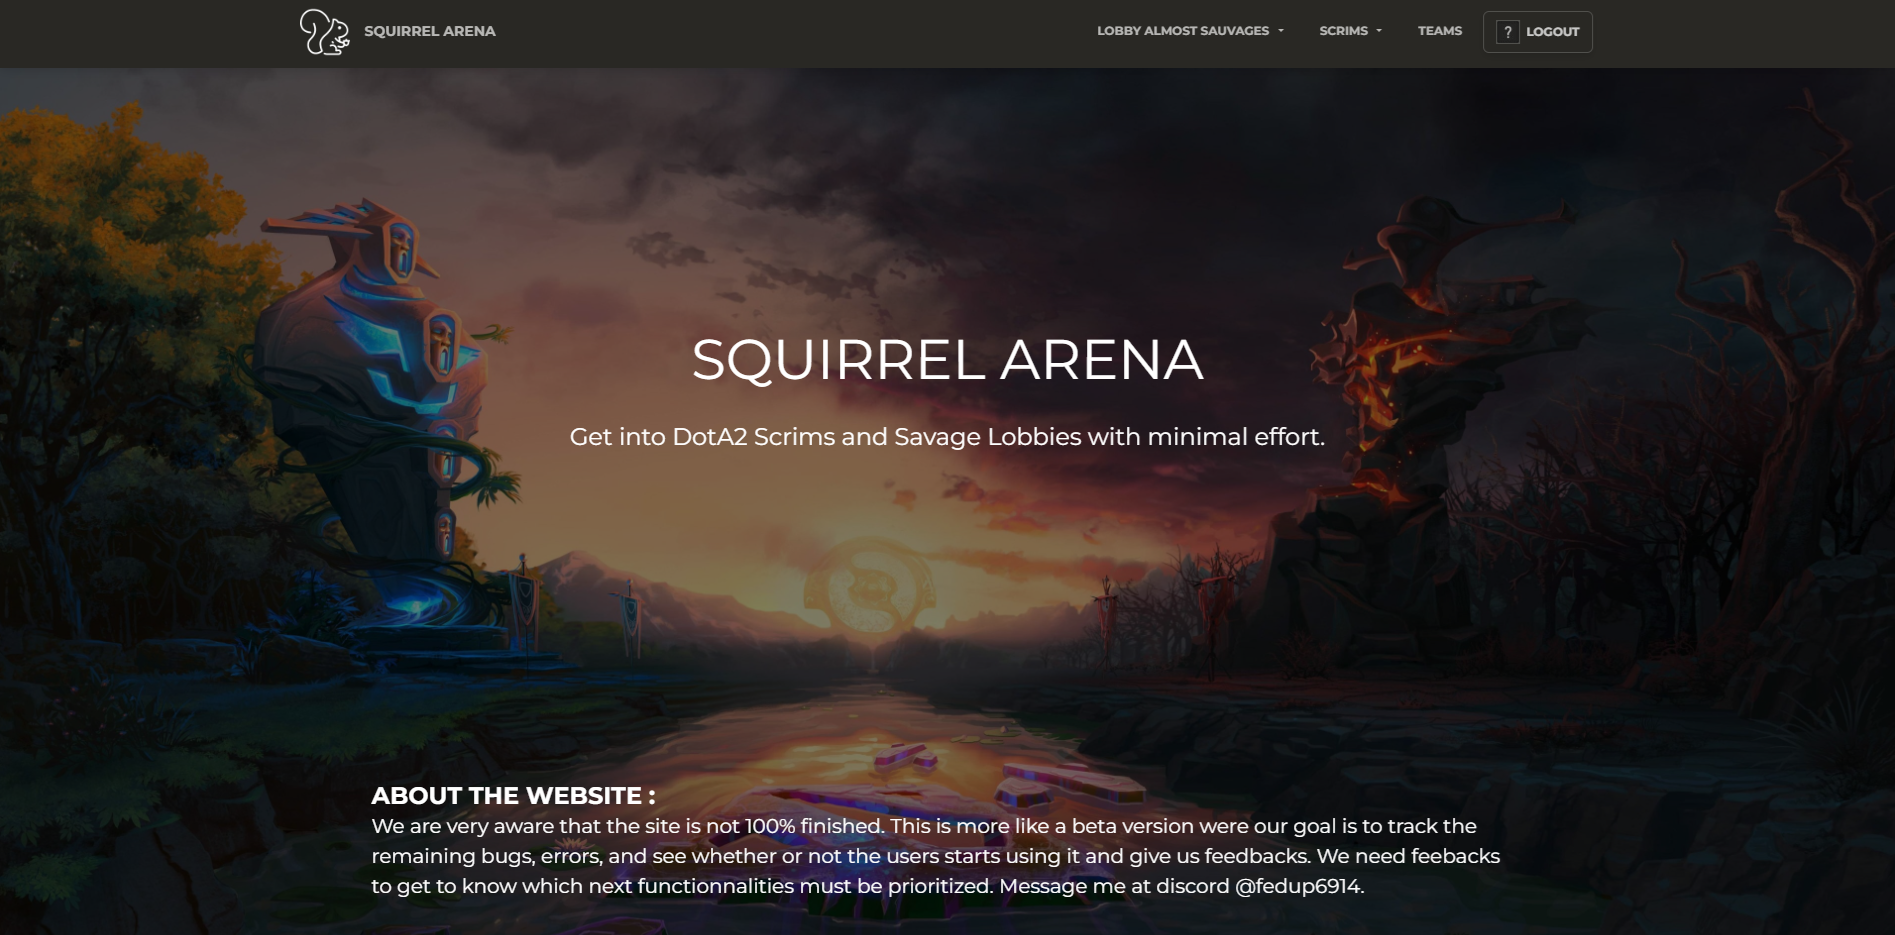 SQUIRREL ARENA
LOBBY ALMOST SAUVAGES
SCRIMS
TEAMS
? LOGOUT
SQUIRREL ARENA
Get into DotA2 Scrims and Savage Lobbies with minimal effort.
ABOUT THE WEBSITE :
We are very aware that the site is not 100% finished. This is more like a beta version were our goal is to track the
remaining bugs, errors, and see whether or not the users starts using it and give us feedbacks. We need feebacks
to get to know which next functionnalities must be prioritized. Message me at discord @fedup6914.